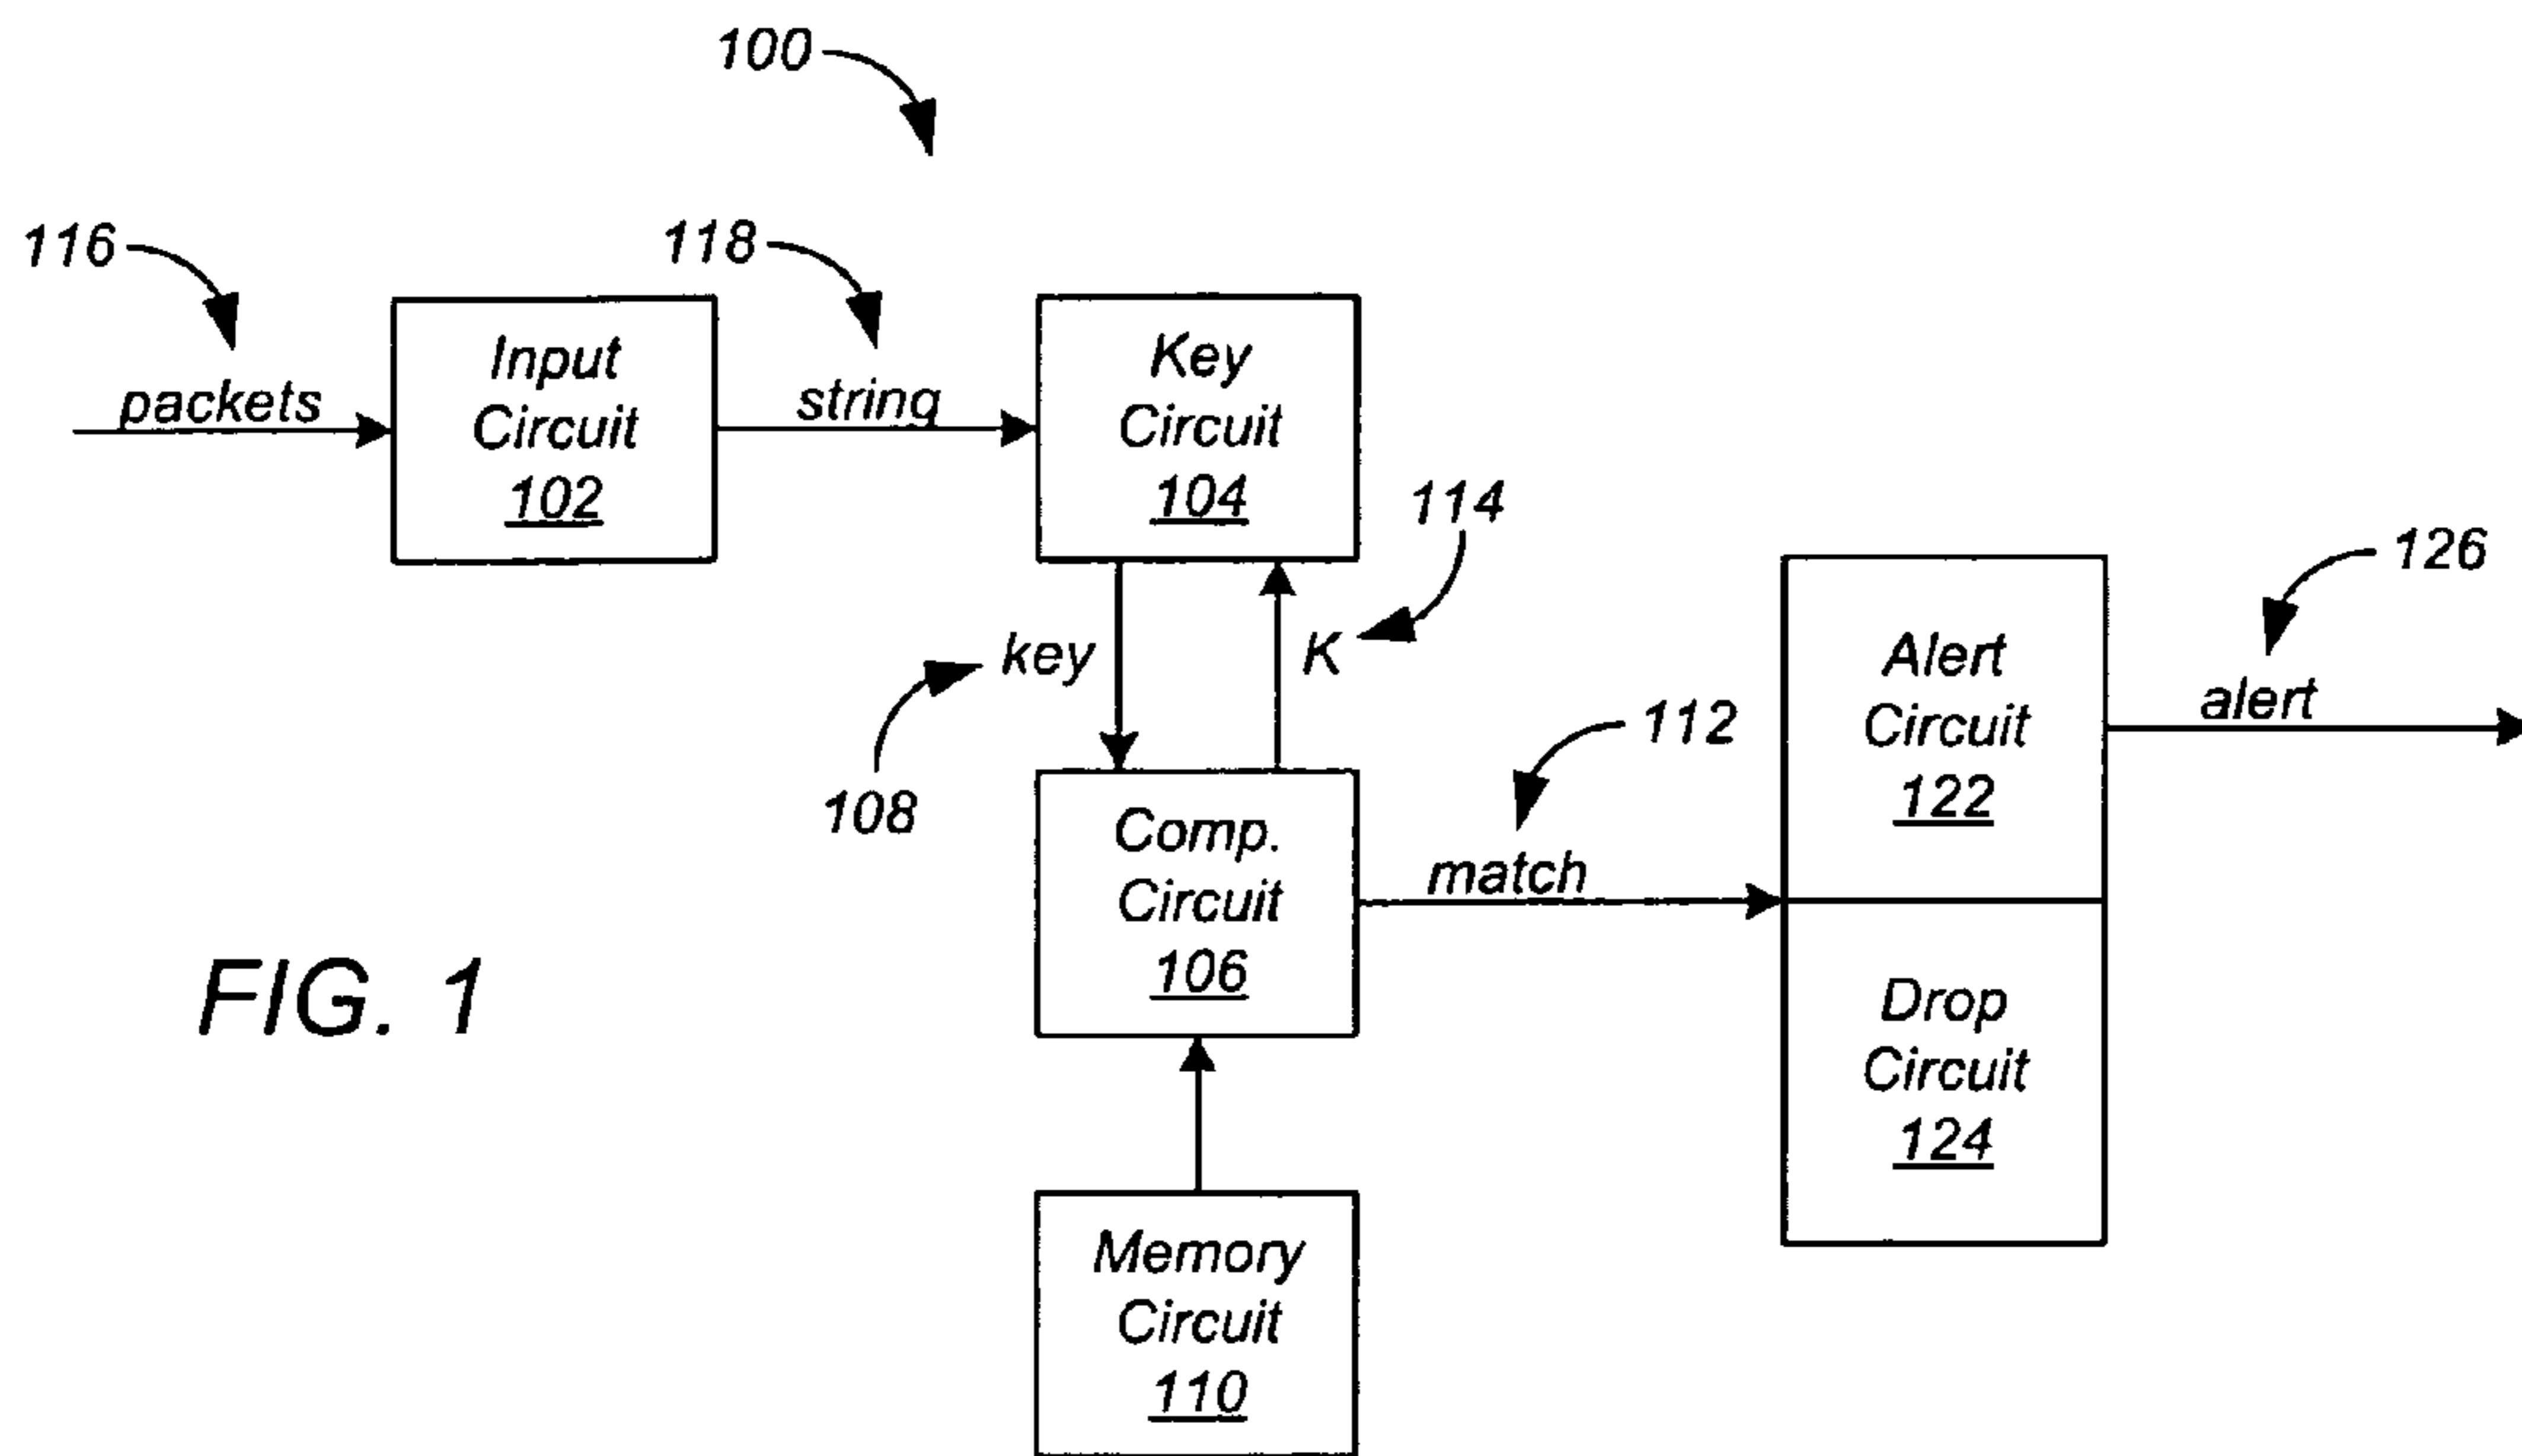 100
116
118
packets
Input
Circuit
102
string
Key
Circuit
104
114
126
key
K
108
112
Alert
Circuit
122
alert
Comp.
Circuit
106
match
FIG. 1
Drop
Circuit
124
Memory
Circuit
110